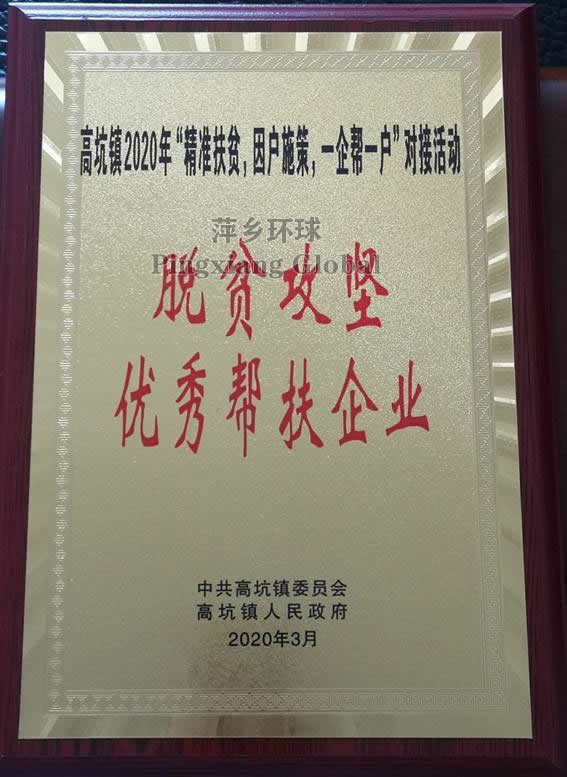 高坑镇2020年“精准扶贫，因户施策，一企帮一户”对接活动
萍乡环球
Pingxiang Global
脱贫攻坚
优秀帮扶企业
中共高坑镇委员会
高坑镇人民政府
2020年3月